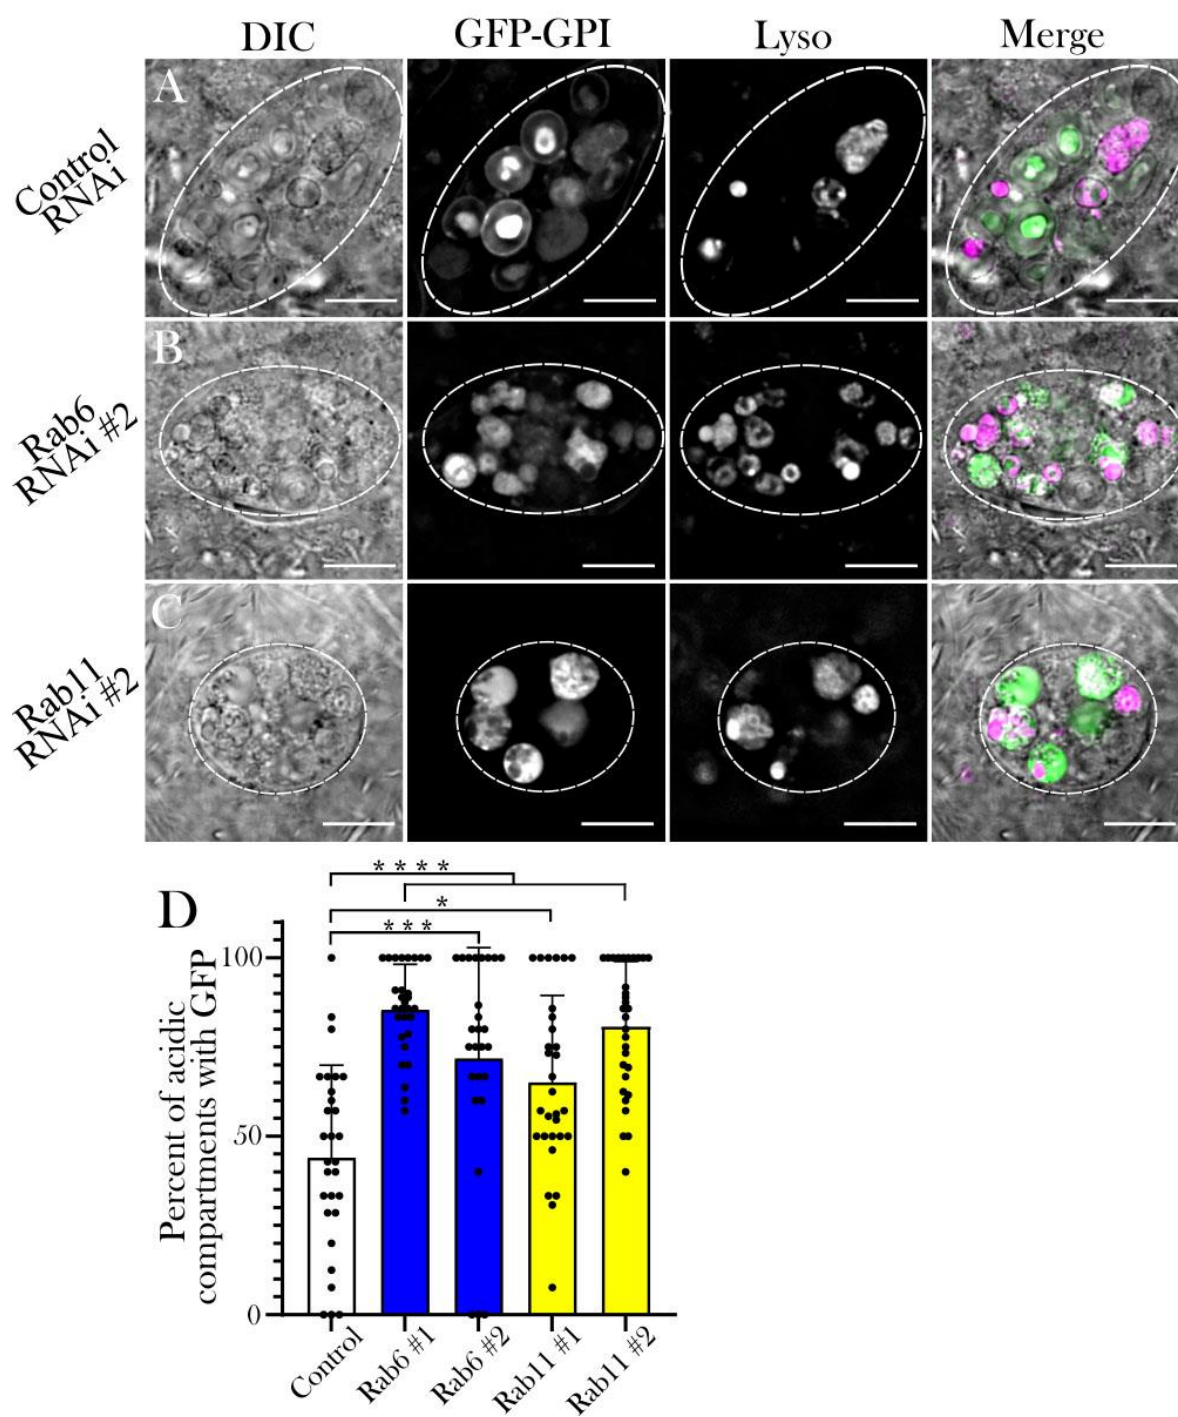 DIC GFP-GPI Lyso Merge
A
Control
RNAi
B
Rab6
RNAi #2
C
Rab11
RNAi #2
D
****
*
***
Percent of acidic
compartments with GFP
100
50
0
Control Rab6 #1 Rab6 #2 Rab11 #1 Rab11 #2